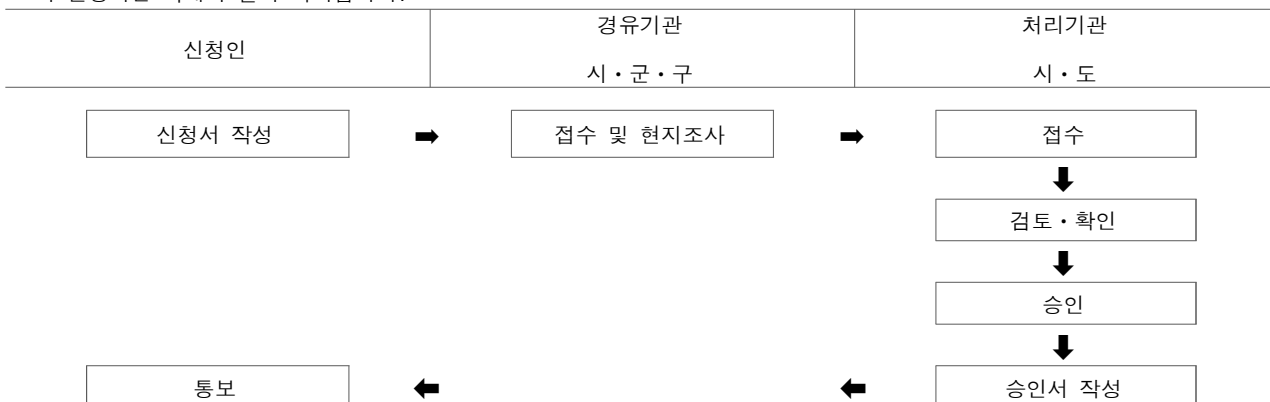 신청인
경유기관
처리기관
시・군・구
시・도
신청서 작성
접수 및 현지조사
접수
검토・확인
승인
통보
승인서 작성